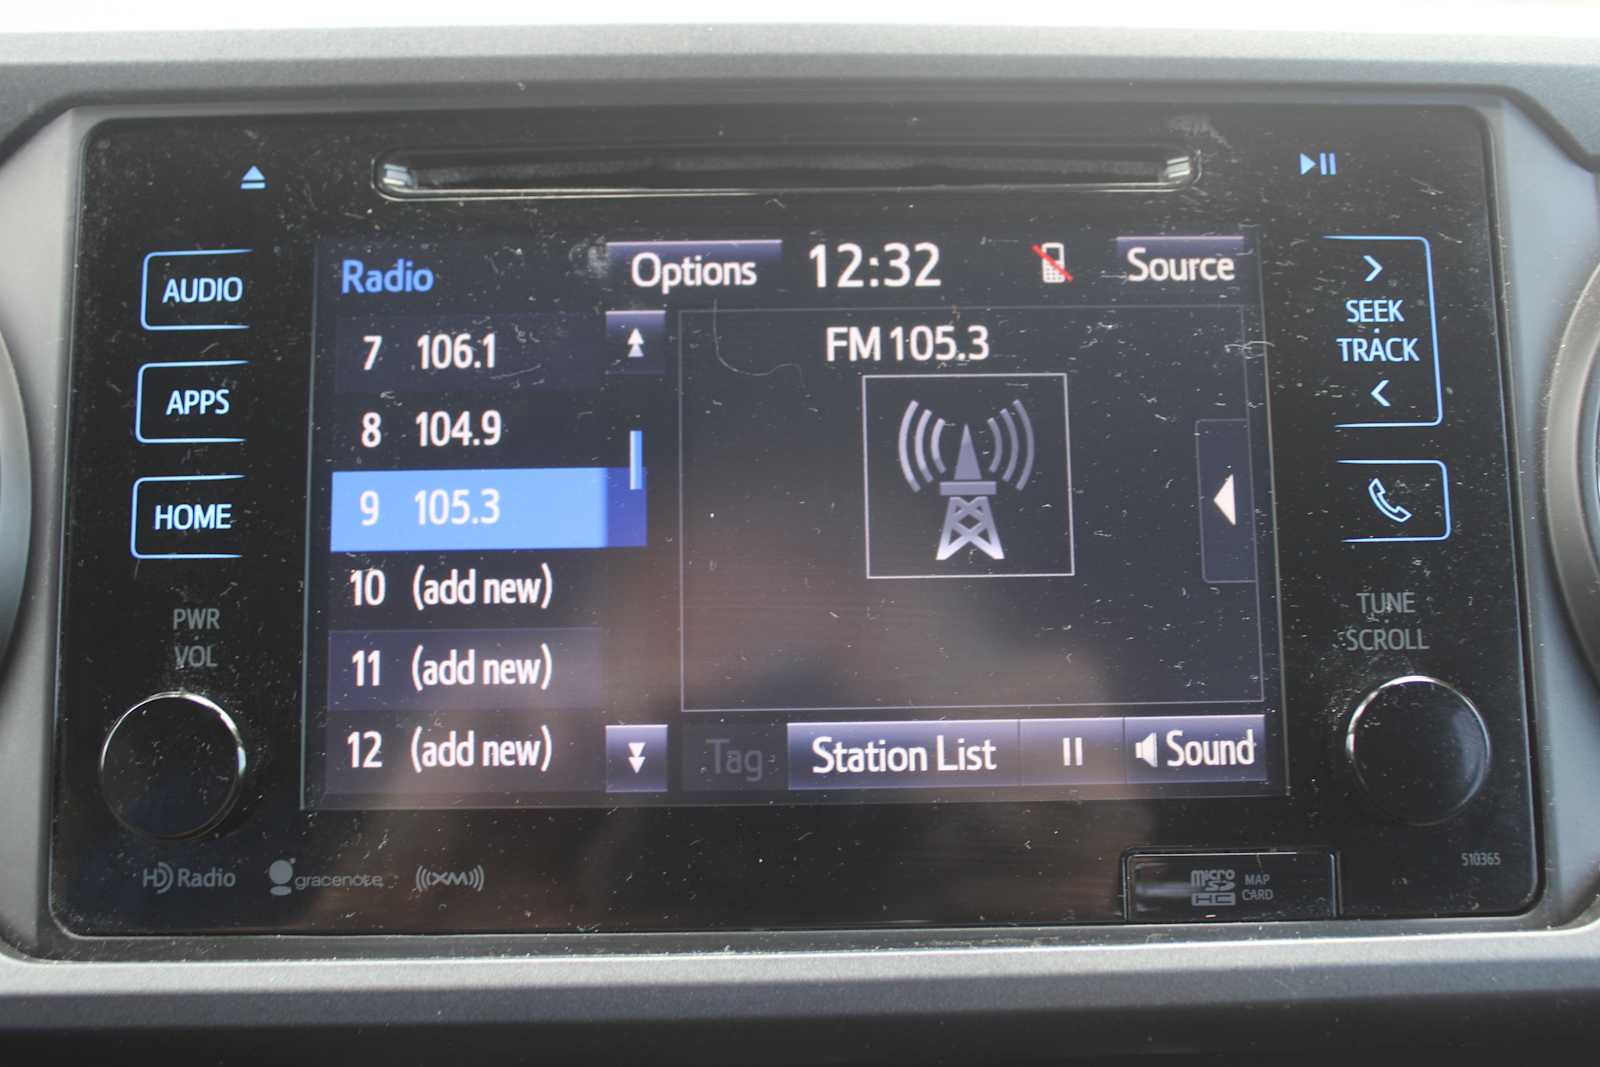 AUDIO
APPS
HOME
PWR
VOL
Radio
Options
12:32
Source
7 106.1
8 104.9
9 105.3
10 (add new)
11 (add new)
12 (add new)
FM 105.3
Tag
Station List
Sound
SEEK
TRACK
TUNE
SCROLL
HD Radio
gracenote
((XM))
micro
SD
HC
MAP
CARD
510365